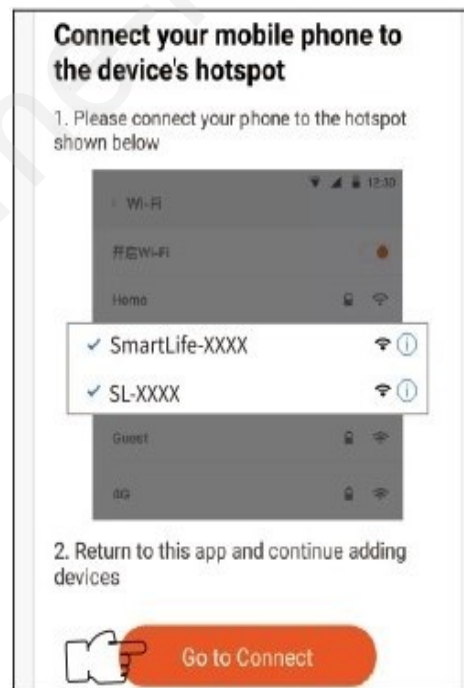 Connect your mobile phone to
the device's hotspot
1. Please connect your phone to the hotspot
shown below
12:30
Wi-Fi
开启Wi-Fi
Home
SmartLife-XXXX
SL-XXXX
Guest
4G
2. Return to this app and continue adding
devices
Go to Connect